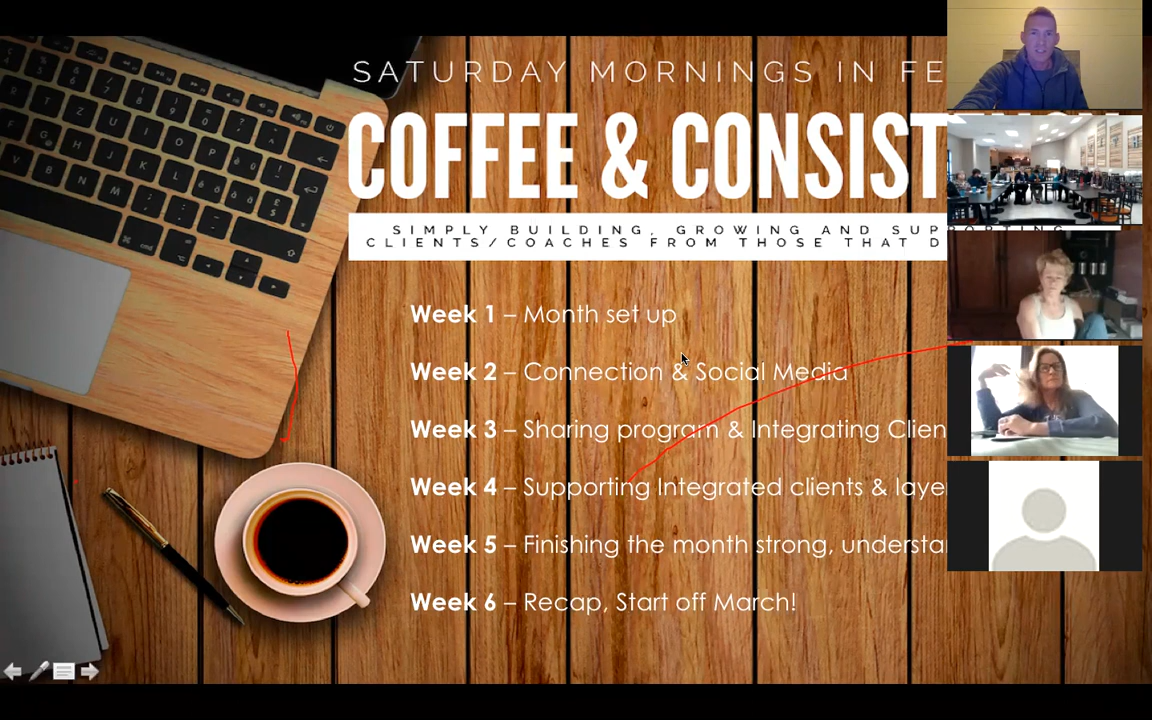 SATURDAY MORNINGS IN FE
COFFEE & CONSIST
SIMPLY BUILDING, GROWING AND SUPPORTING
CLIENTS/COACHES FROM THOSE THAT D
Week 1 – Month set up
Week 2 – Connection & Social Media
Week 3 – Sharing program & Integrating Clien
Week 4 – Supporting Integrated clients & laye
Week 5 – Finishing the month strong, understa
Week 6 – Recap, Start off March!